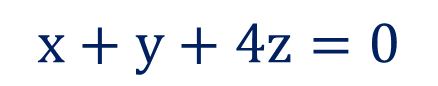 x + y + 4z = 0